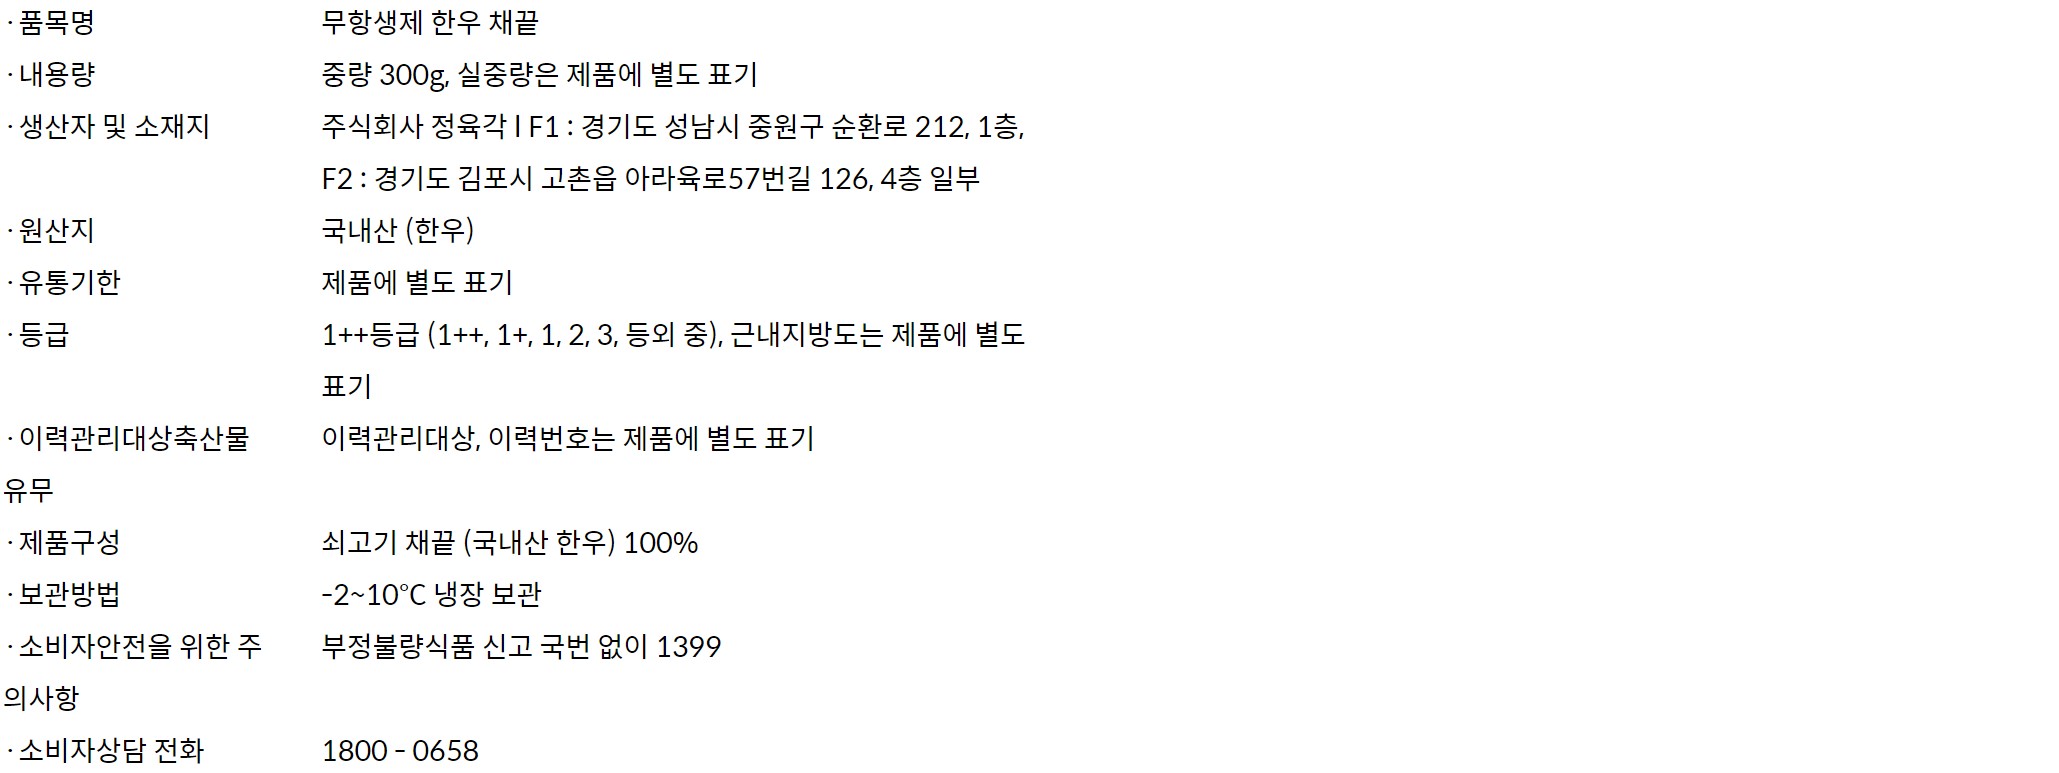 · 품목명 무항생제 한우 채끝
· 내용량 중량 300g, 실중량은 제품에 별도 표기
· 생산자 및 소재지 주식회사 정육각 I F1 : 경기도 성남시 중원구 순환로 212, 1층,
F2 : 경기도 김포시 고촌읍 아라육로57번길 126, 4층 일부
· 원산지 국내산 (한우)
· 유통기한 제품에 별도 표기
· 등급 1++등급 (1++, 1+, 1, 2, 3, 등외 중), 근내지방도는 제품에 별도
표기
· 이력관리대상축산물 이력관리대상, 이력번호는 제품에 별도 표기
유무
· 제품구성 쇠고기 채끝 (국내산 한우) 100%
· 보관방법 -2~10°C 냉장 보관
· 소비자안전을 위한 주 부정불량식품 신고 국번 없이 1399
의사항
· 소비자상담 전화 1800 - 0658